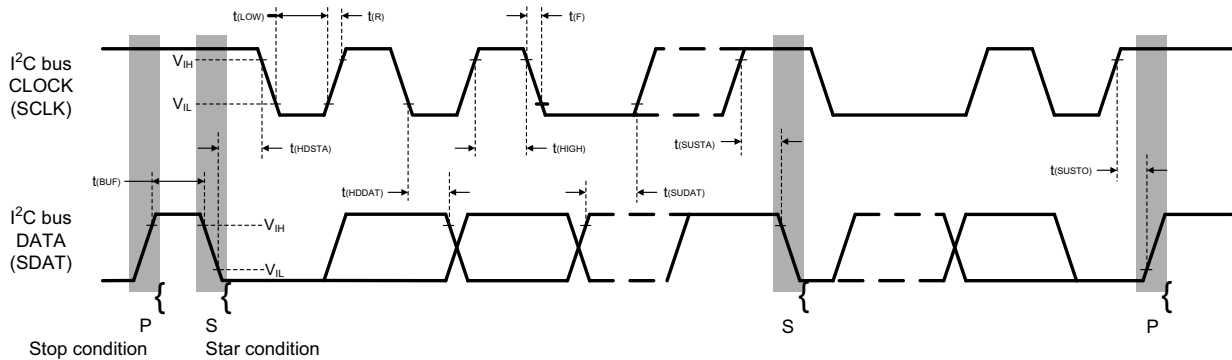 t(LOW)
t(R)
t(F)
I²C bus
CLOCK
(SCLK)
VIH
VIL
t(HDSTA)
t(HIGH)
t(SUSTA)
t(SUSTO)
t(BUF)
t(HDDAT)
t(SUDAT)
I²C bus
DATA
(SDAT)
VIH
VIL
{ { { {
P S S P
Stop condition Star condition